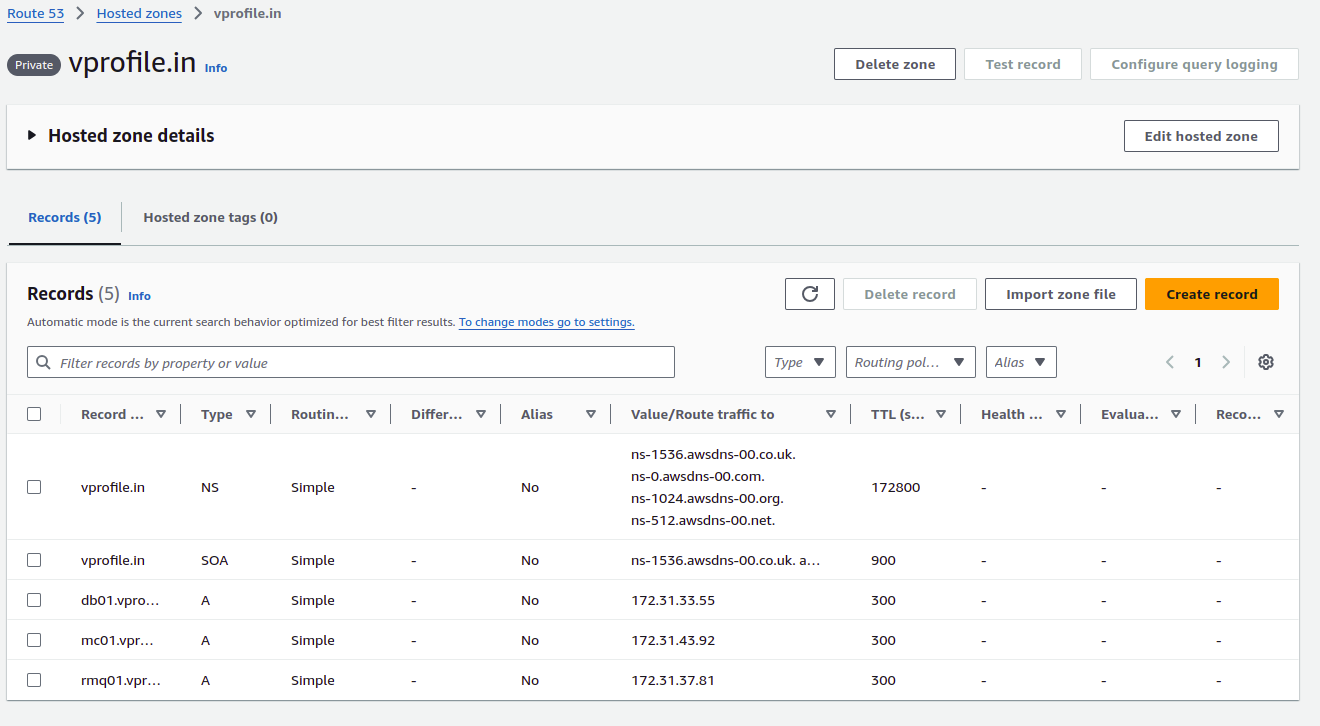 Route 53 > Hosted zones > vprofile.in
Private vprofile.in Info
Delete zone Test record Configure query logging
Hosted zone details
Edit hosted zone
Records (5) Hosted zone tags (0)
Records (5) Info
Delete record Import zone file Create record
Automatic mode is the current search behavior optimized for best filter results. To change modes go to settings.
Filter records by property or value Type Routing pol... Alias 1
Record ... Type Routin... Differ... Alias Value/Route traffic to TTL (s... Health ... Evalua... Reco...
ns-1536.awsdns-00.co.uk.
ns-0.awsdns-00.com.
vprofile.in NS Simple - No 172800 - - -
ns-1024.awsdns-00.org.
ns-512.awsdns-00.net.
vprofile.in SOA Simple - No ns-1536.awsdns-00.co.uk. a... 900 - - -
db01.vpro... A Simple - No 172.31.33.55 300 - - -
mc01.vpr... A Simple - No 172.31.43.92 300 - - -
rmq01.vpr... A Simple - No 172.31.37.81 300 - - -